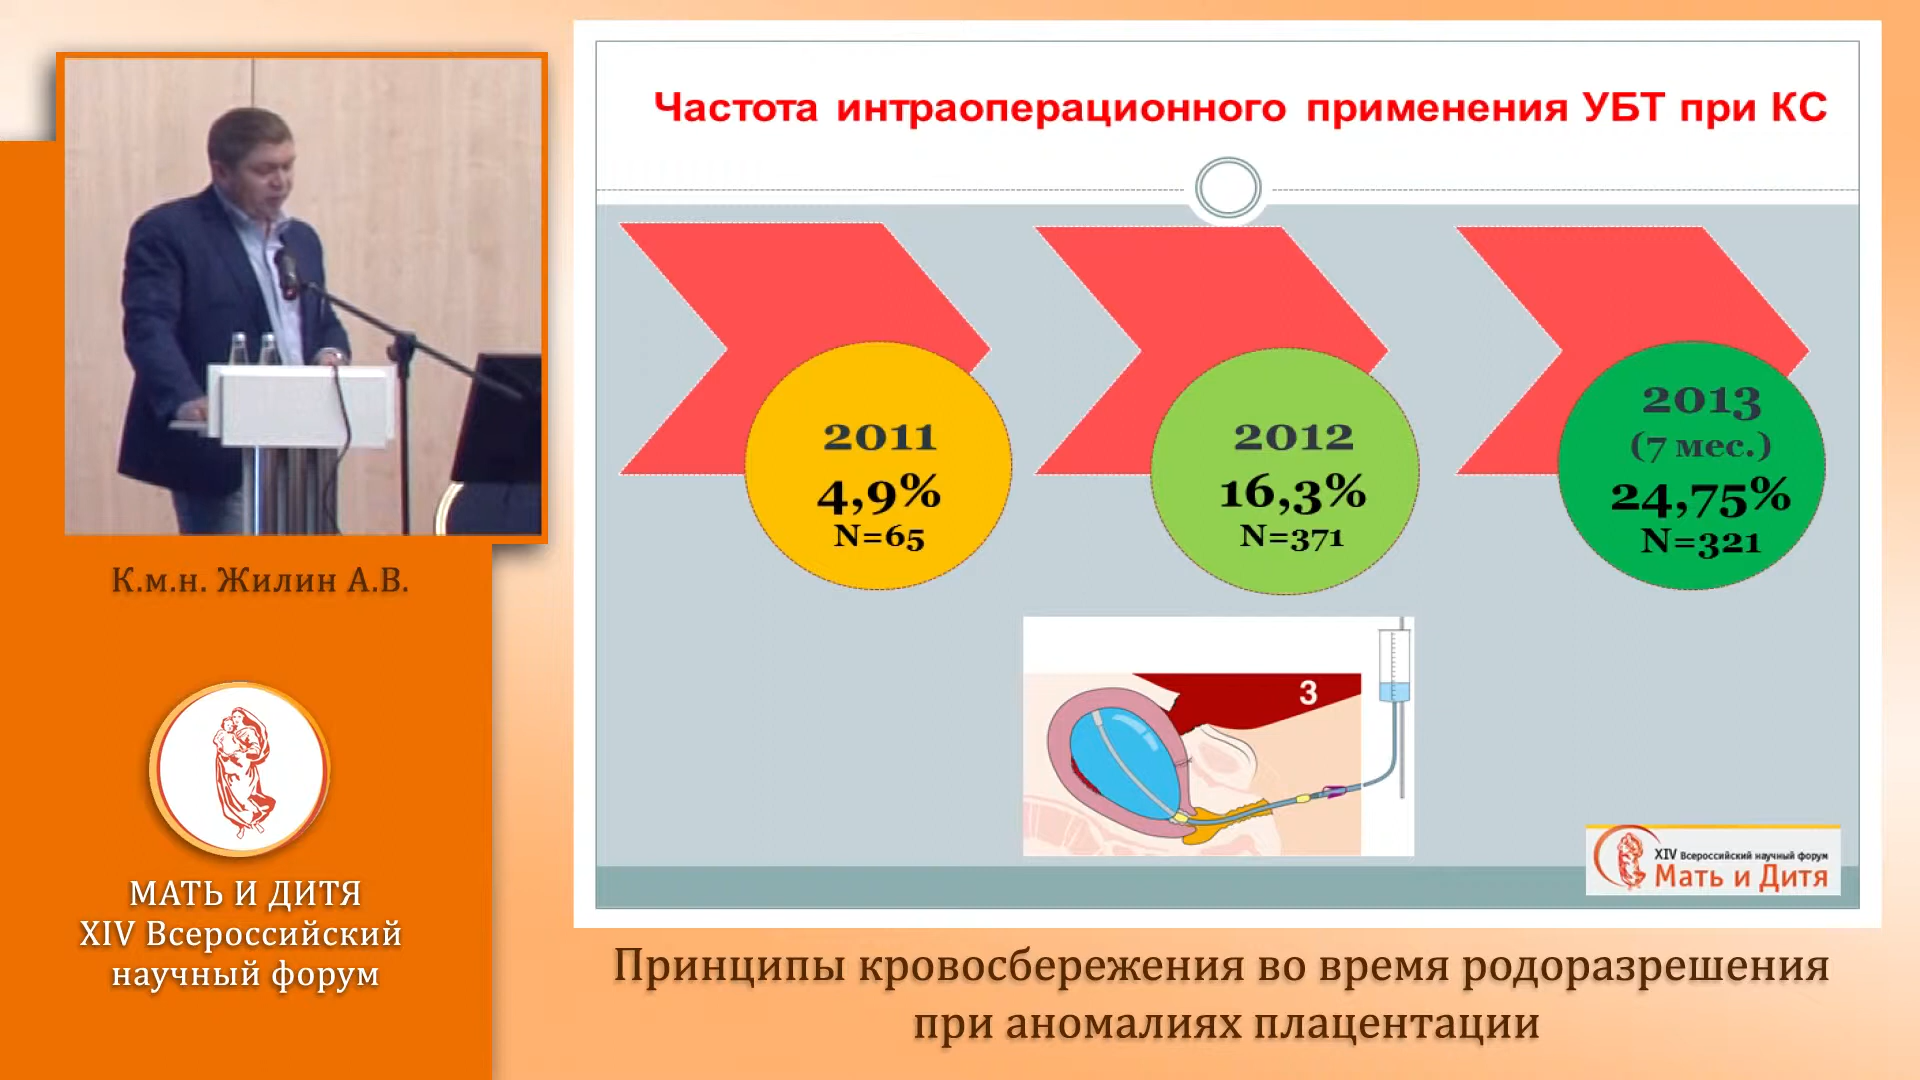 Частота интраоперационного применения УБТ при КС
2011
4,9%
N=65
2012
16,3%
N=371
2013
(7 мес.)
24,75%
N=321
3
XIV Всероссийский научный форум
Мать и Дитя
К.м.н. Жилин А.В.
МАТЬ И ДИТЯ
XIV Всероссийский
научный форум
Принципы кровосбережения во время родоразрешения
при аномалиях плацентации